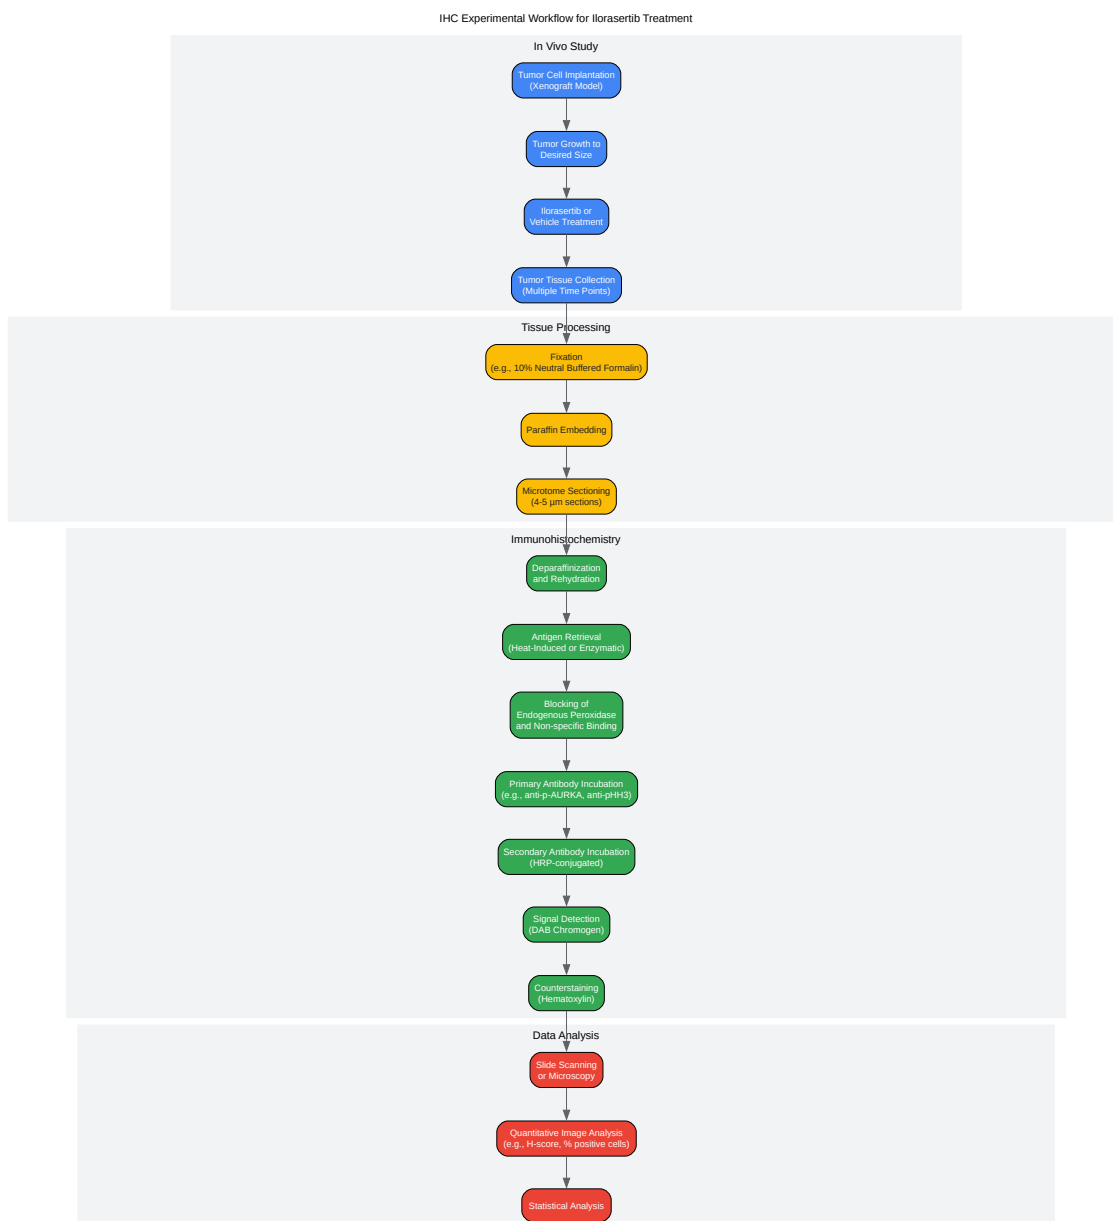 IHC Experimental Workflow for Ilorasertib Treatment
In Vivo Study
Tumor Cell Implantation
(Xenograft Model)
Tumor Growth to
Desired Size
Ilorasertib or
Vehicle Treatment
Tumor Tissue Collection
(Multiple Time Points)
Tissue Processing
Fixation
(e.g., 10% Neutral Buffered Formalin)
Paraffin Embedding
Microtome Sectioning
(4-5 µm sections)
Immunohistochemistry
Deparaffinization
and Rehydration
Antigen Retrieval
(Heat-Induced or Enzymatic)
Blocking of
Endogenous Peroxidase
and Non-specific Binding
Primary Antibody Incubation
(e.g., anti-p-AURKA, anti-pHH3)
Secondary Antibody Incubation
(HRP-conjugated)
Signal Detection
(DAB Chromogen)
Counterstaining
(Hematoxylin)
Data Analysis
Slide Scanning
or Microscopy
Quantitative Image Analysis
(e.g., H-score, % positive cells)
Statistical Analysis